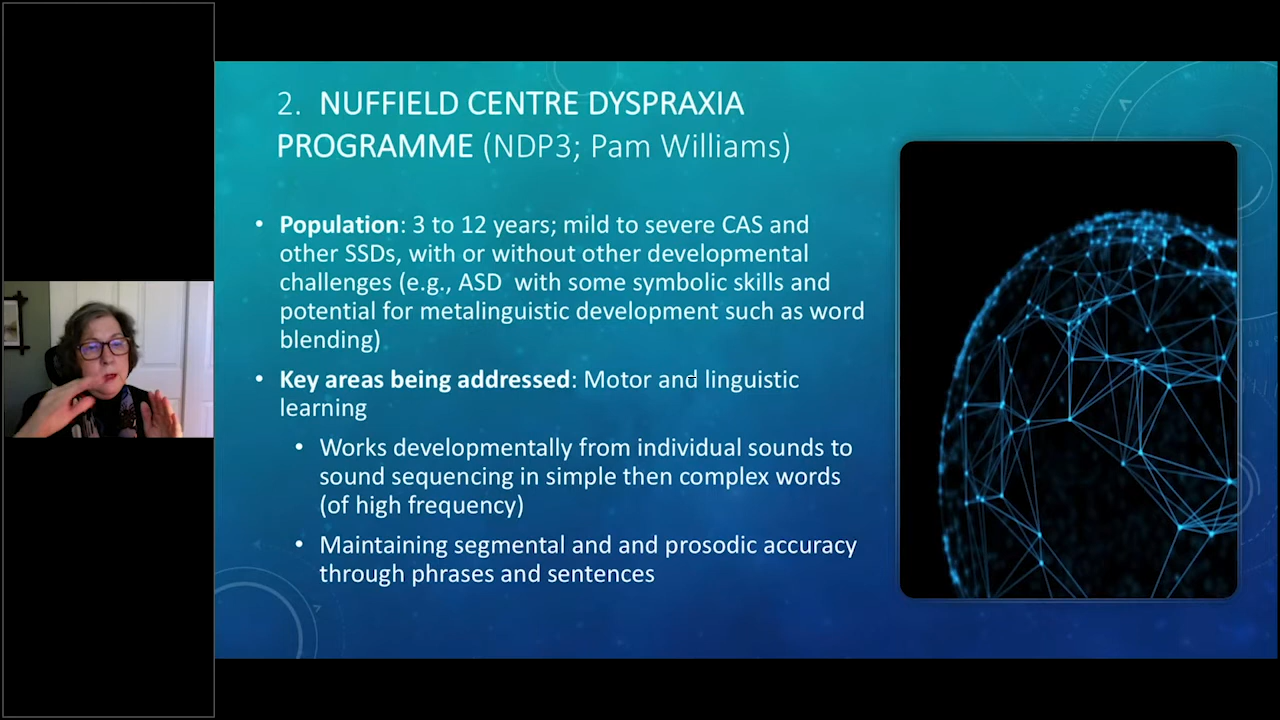 2. NUFFIELD CENTRE DYSPRAXIA
PROGRAMME (NDP3; Pam Williams)
• Population: 3 to 12 years; mild to severe CAS and
other SSDs, with or without other developmental
challenges (e.g., ASD with some symbolic skills and
potential for metalinguistic development such as word
blending)
• Key areas being addressed: Motor and linguistic
learning
• Works developmentally from individual sounds to
sound sequencing in simple then complex words
(of high frequency)
• Maintaining segmental and and prosodic accuracy
through phrases and sentences